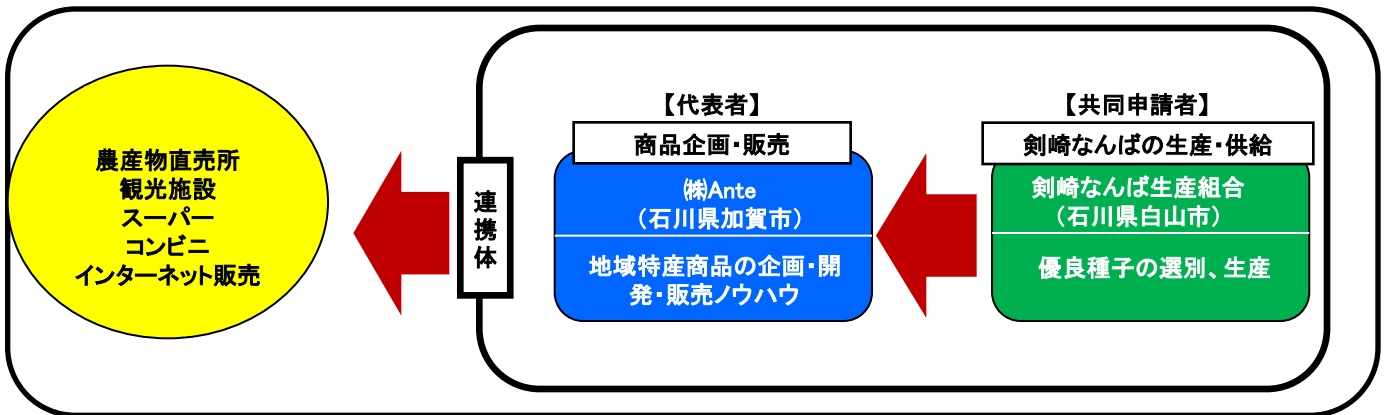 農産物直売所
観光施設
スーパー
コンビニ
インターネット販売
連携体
【代表者】
商品企画・販売
㈱Ante
（石川県加賀市）
地域特産商品の企画・開
発・販売ノウハウ
【共同申請者】
剣崎なんばの生産・供給
剣崎なんば生産組合
（石川県白山市）
優良種子の選別、生産